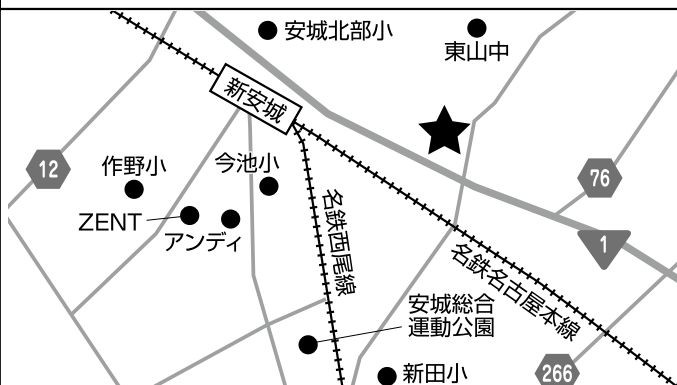 安城北部小
東山中
新安城
12
作野小
今池小
76
ZENT
アンディ
1
名鉄西尾線
名鉄名古屋本線
安城総合
運動公園
新田小
266